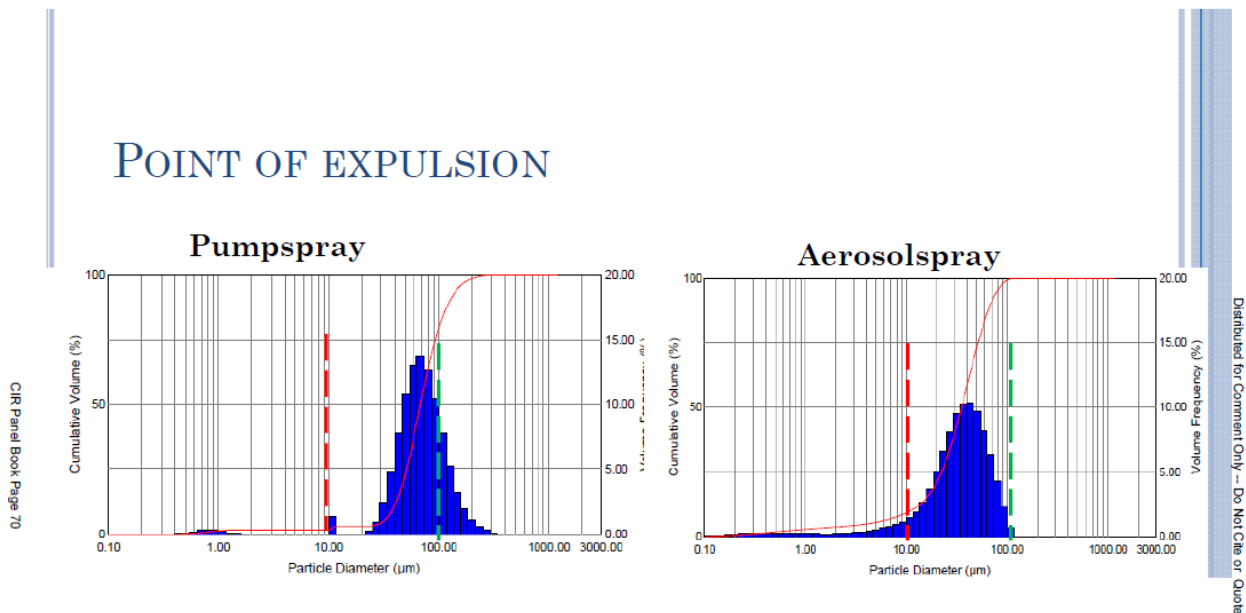 POINT OF EXPULSION
Pumpspray
100
50
0
Cumulative Volume (%)
20.00
15.00
10.00
5.00
0.00
Volume Frequency (%)
0.10 1.00 10.00 100.00 1000.00 3000.00
Particle Diameter (µm)
Aerosolspray
100
50
0
Cumulative Volume (%)
20.00
15.00
10.00
5.00
0.00
Volume Frequency (%)
0.10 1.00 10.00 100.00 1000.00 3000.00
Particle Diameter (µm)
CIR Panel Book Page 70
Distributed for Comment Only -- Do Not Cite or Quote